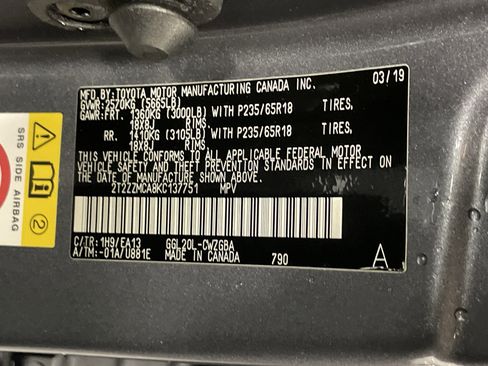 MFD. BY:TOYOTA MOTOR MANUFACTURING CANADA INC. 03/19
GVWR: 2570KG (5665LB)
GAWR:FRT. 1360KG (3000LB) WITH P235/65R18 TIRES,
18X8J RIMS,
RR. 1410KG (3105LB) WITH P235/65R18 TIRES,
18X8J RIMS,
THIS VEHICLE CONFORMS TO ALL APPLICABLE FEDERAL MOTOR
VEHICLE SAFETY AND THEFT PREVENTION STANDARDS IN EFFECT
ON THE DATE OF MANUFACTURE SHOWN ABOVE.
2T2ZZMCA8KC137751 MPV
C/TR: 1H9/EA13 GGL20L-CWZGBA
A/TM:-01A/U881E MADE IN CANADA 790 A
SRS SIDE AIRBAG
2